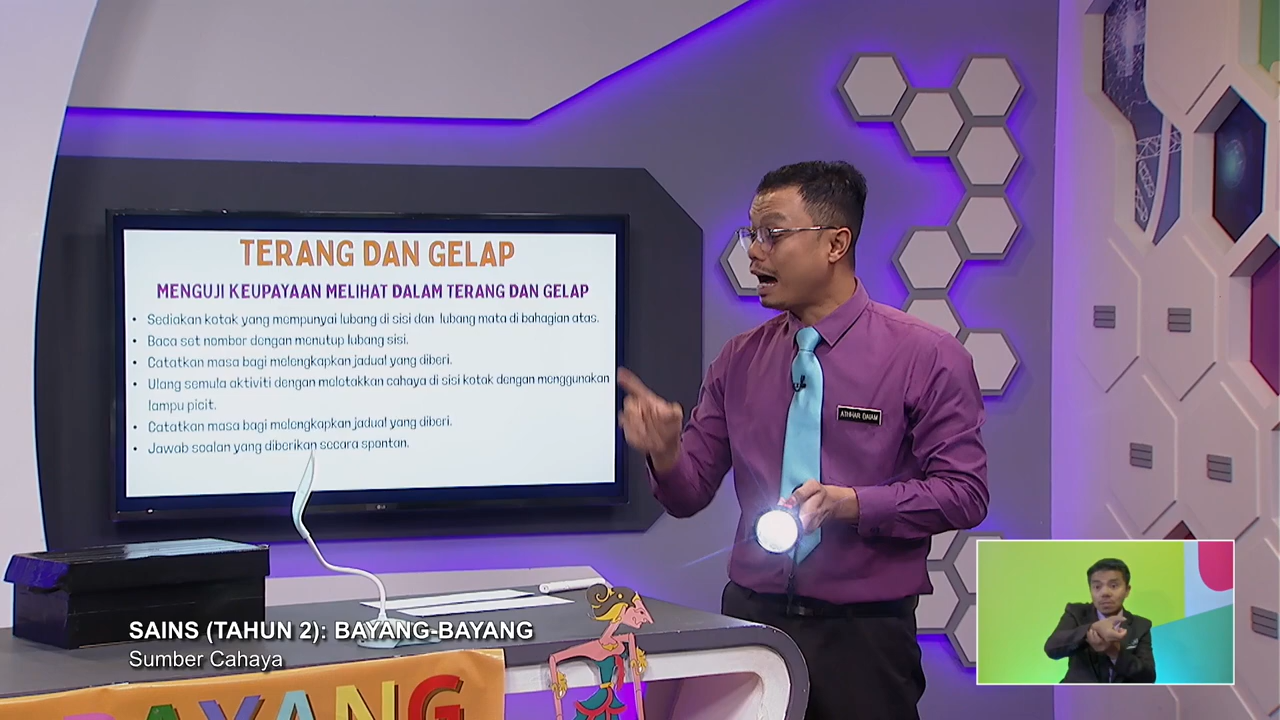 TERANG DAN GELAP
MENGUJI KEUPAYAAN MELIHAT DALAM TERANG DAN GELAP
• Sediakan kotak yang mempunyai lubang di sisi dan lubang mata di bahagian atas.
• Baca set nombor dengan menutup lubang sisi.
• Catatkan masa bagi melengkapkan jadual yang diberi.
• Ulang semula aktiviti dengan meletakkan cahaya di sisi kotak dengan menggunakan
lampu picit.
• Catatkan masa bagi melengkapkan jadual yang diberi.
• Jawab soalan yang diberikan secara spontan.
LG
ATHHAR DAIAM
SAINS (TAHUN 2): BAYANG-BAYANG
Sumber Cahaya
BAYANG